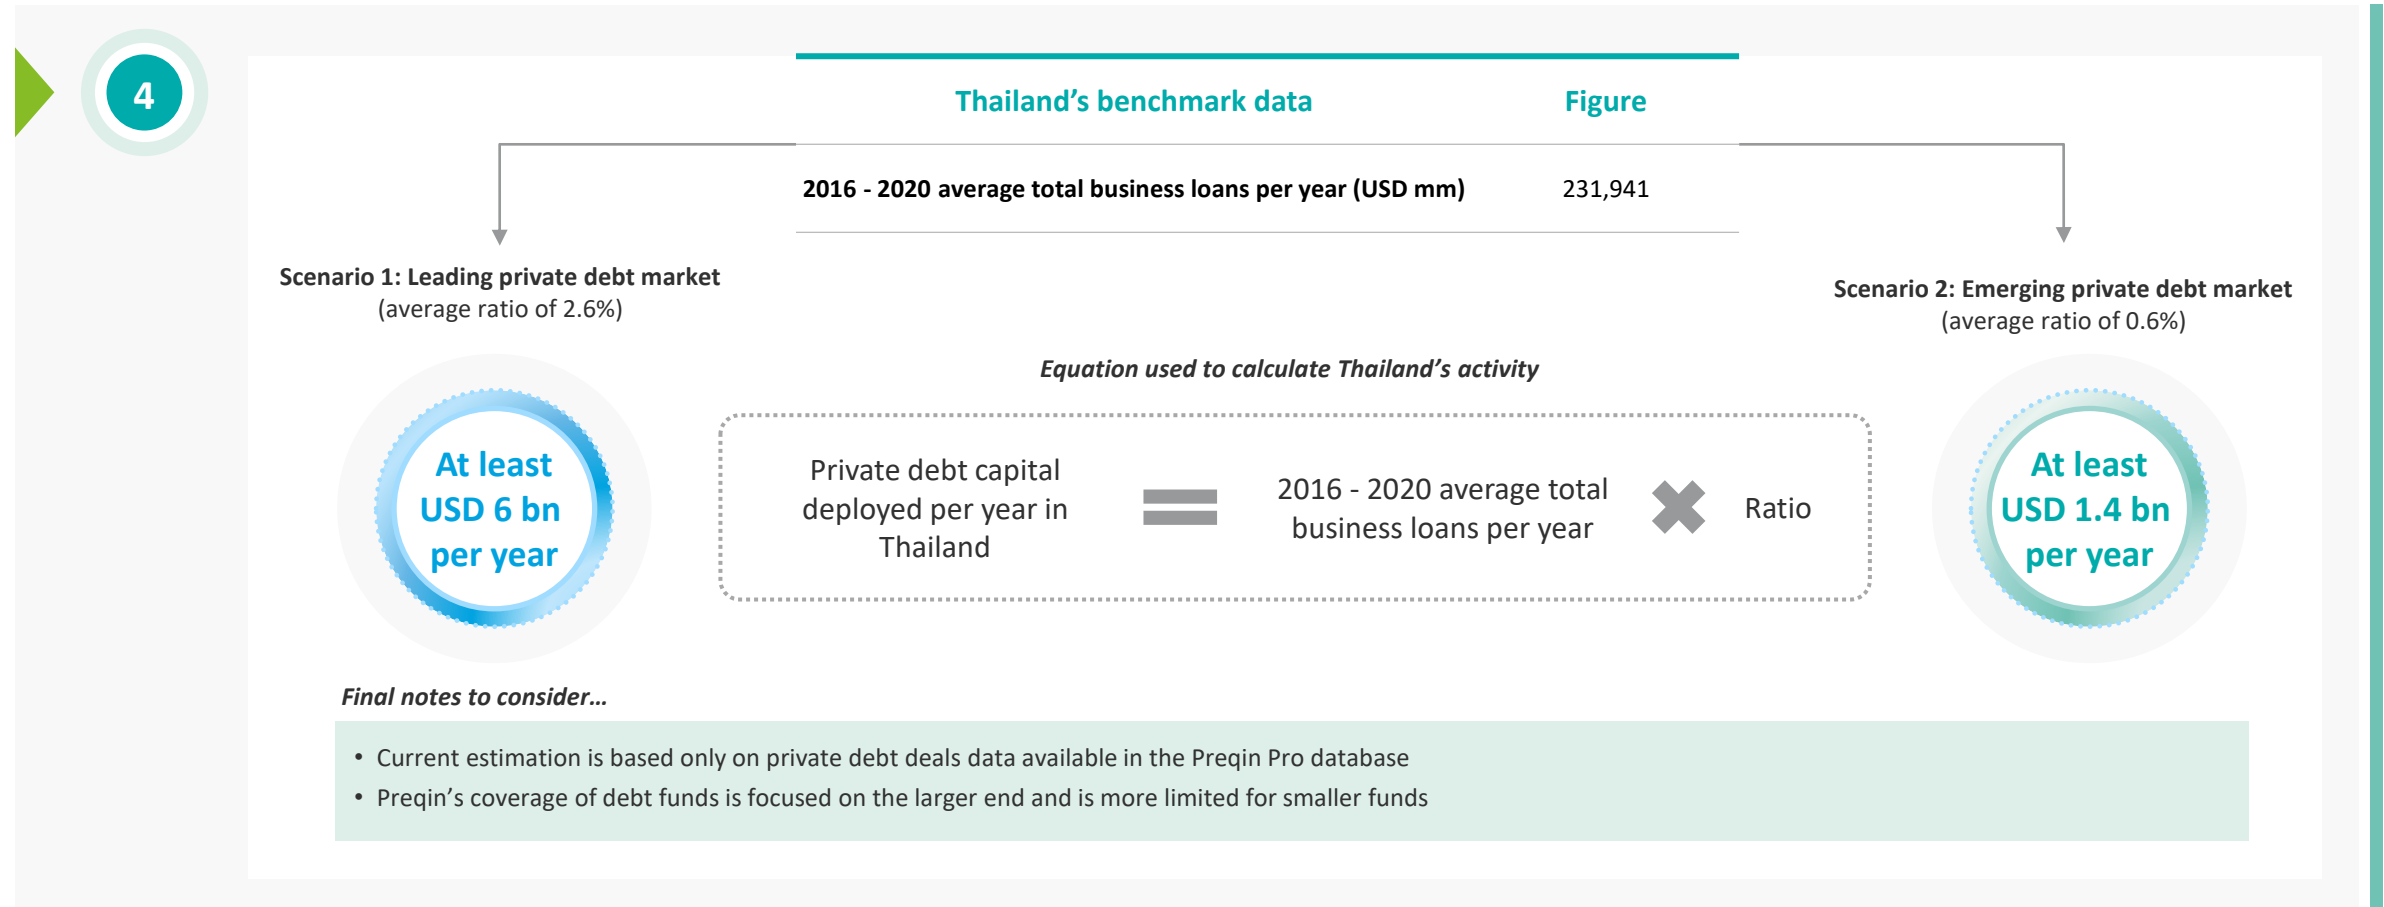 4
Thailand’s benchmark data Figure
2016 - 2020 average total business loans per year (USD mm) 231,941
Scenario 1: Leading private debt market
(average ratio of 2.6%)
Scenario 2: Emerging private debt market
(average ratio of 0.6%)
Equation used to calculate Thailand’s activity
At least
USD 6 bn
per year
Private debt capital
deployed per year in
Thailand
=
2016 - 2020 average total
business loans per year
✖
Ratio
At least
USD 1.4 bn
per year
Final notes to consider…
• Current estimation is based only on private debt deals data available in the Preqin Pro database
• Preqin’s coverage of debt funds is focused on the larger end and is more limited for smaller funds